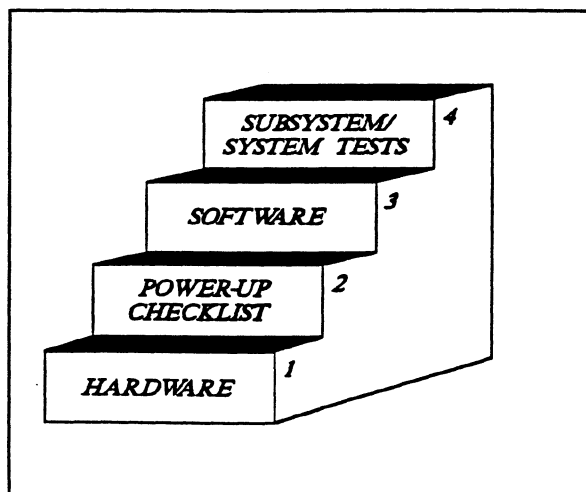 SUBSYSTEM/
SYSTEM TESTS
4
SOFTWARE
3
POWER-UP
CHECKLIST
2
HARDWARE
1